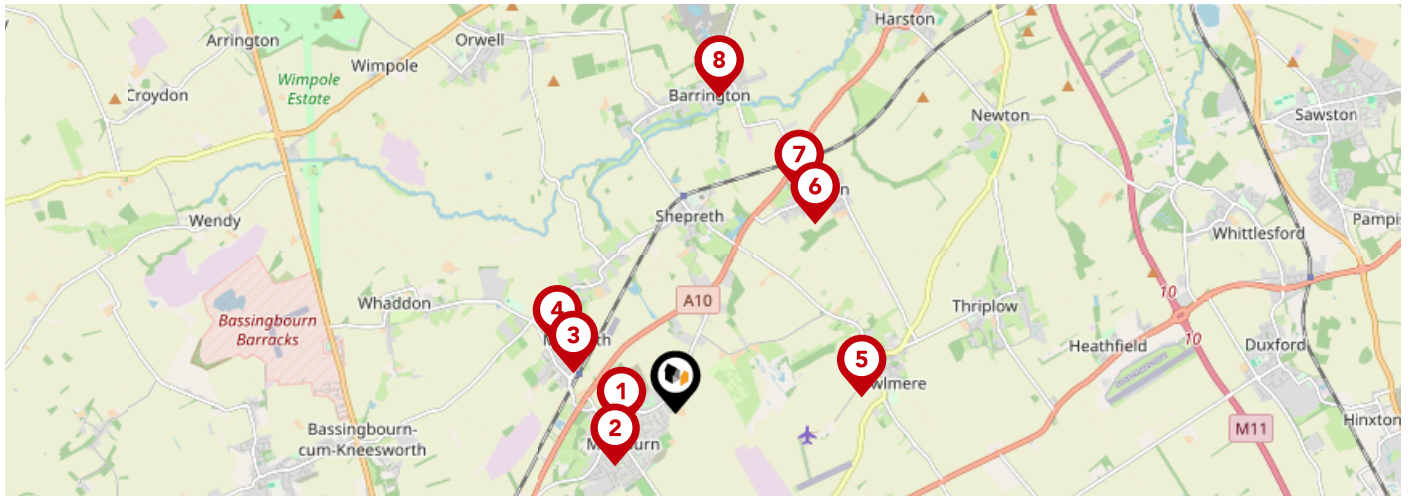 Harston
Arrington
Orwell
Wimpole
8
Wimpole
Estate
Croydon
Barrington
Newton
Sawston
7
6
Wendy
Shepreth
Whittlesford
A10
10
Whaddon
4
Thriplow
Bassingbourn
Barracks
3
10
Heathfield
Duxford
5
1
2
Bassingbourn-
cum-Kneesworth
M11
Hinxton